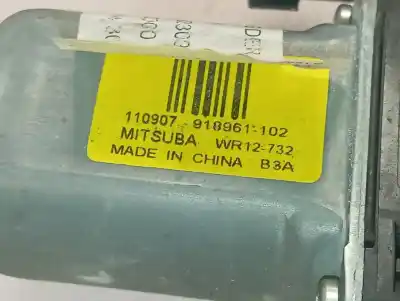 110907-918961-102
MITSUBA WR12-732
MADE IN CHINA B3A